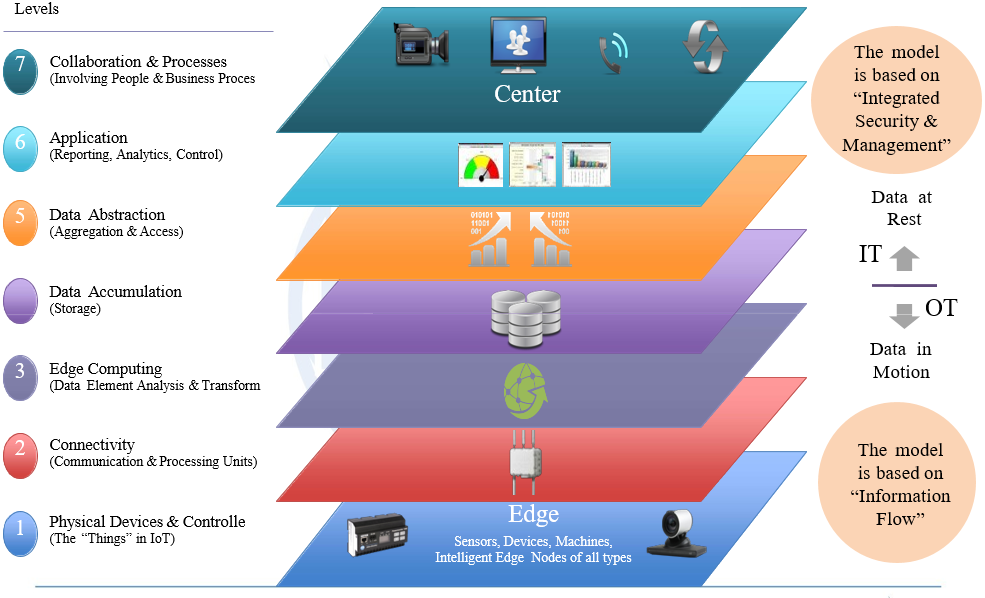 Levels
7
Collaboration & Processes
(Involving People & Business Proces
6
Application
(Reporting, Analytics, Control)
5
Data Abstraction
(Aggregation & Access)
Data Accumulation
(Storage)
3
Edge Computing
(Data Element Analysis & Transform
2
Connectivity
(Communication & Processing Units)
1
Physical Devices & Controlle
(The “Things” in IoT)
Center
010101
11001
001
Edge
Sensors, Devices, Machines,
Intelligent Edge Nodes of all types
The model
is based on
“Integrated
Security &
Management”
Data at
Rest
IT
OT
Data in
Motion
The model
is based on
“Information
Flow”